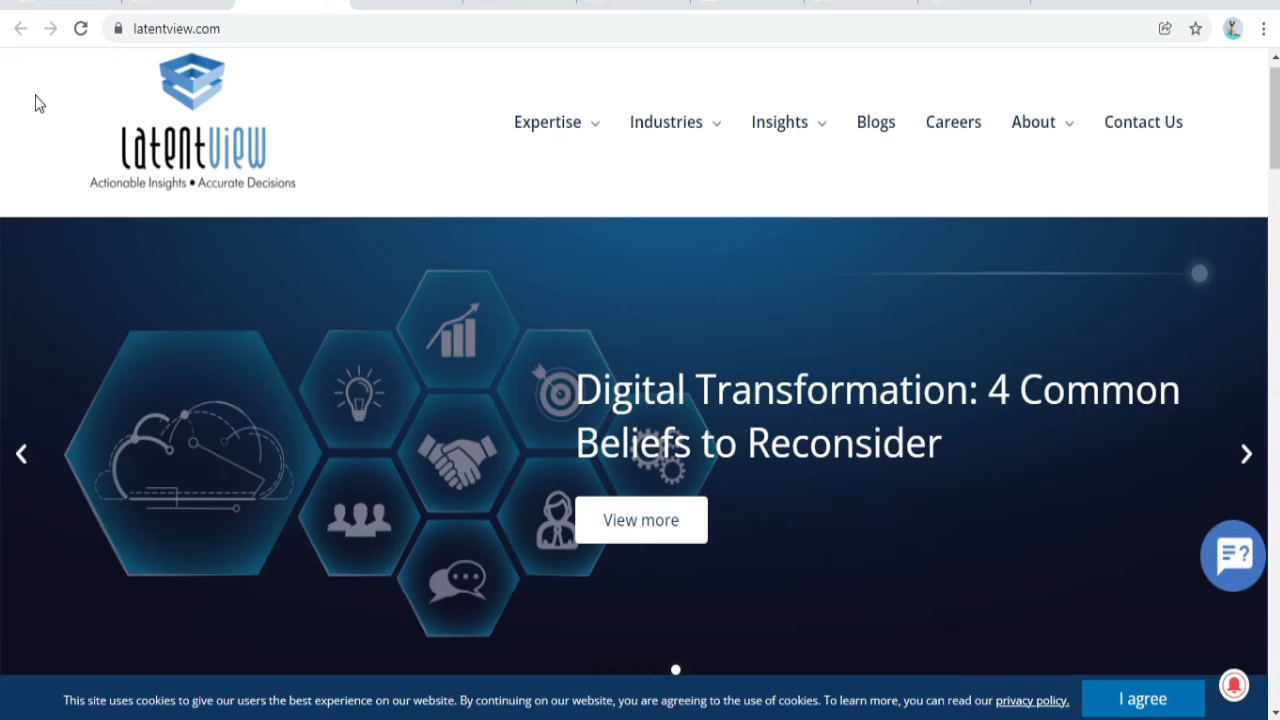 latentview.com
latentview
Actionable Insights • Accurate Decisions
Expertise Industries Insights Blogs Careers About Contact Us
Digital Transformation: 4 Common
Beliefs to Reconsider
View more
?
This site uses cookies to give our users the best experience on our website. By continuing on our website, you are agreeing to the use of cookies. To learn more, you can read our privacy policy.
I agree